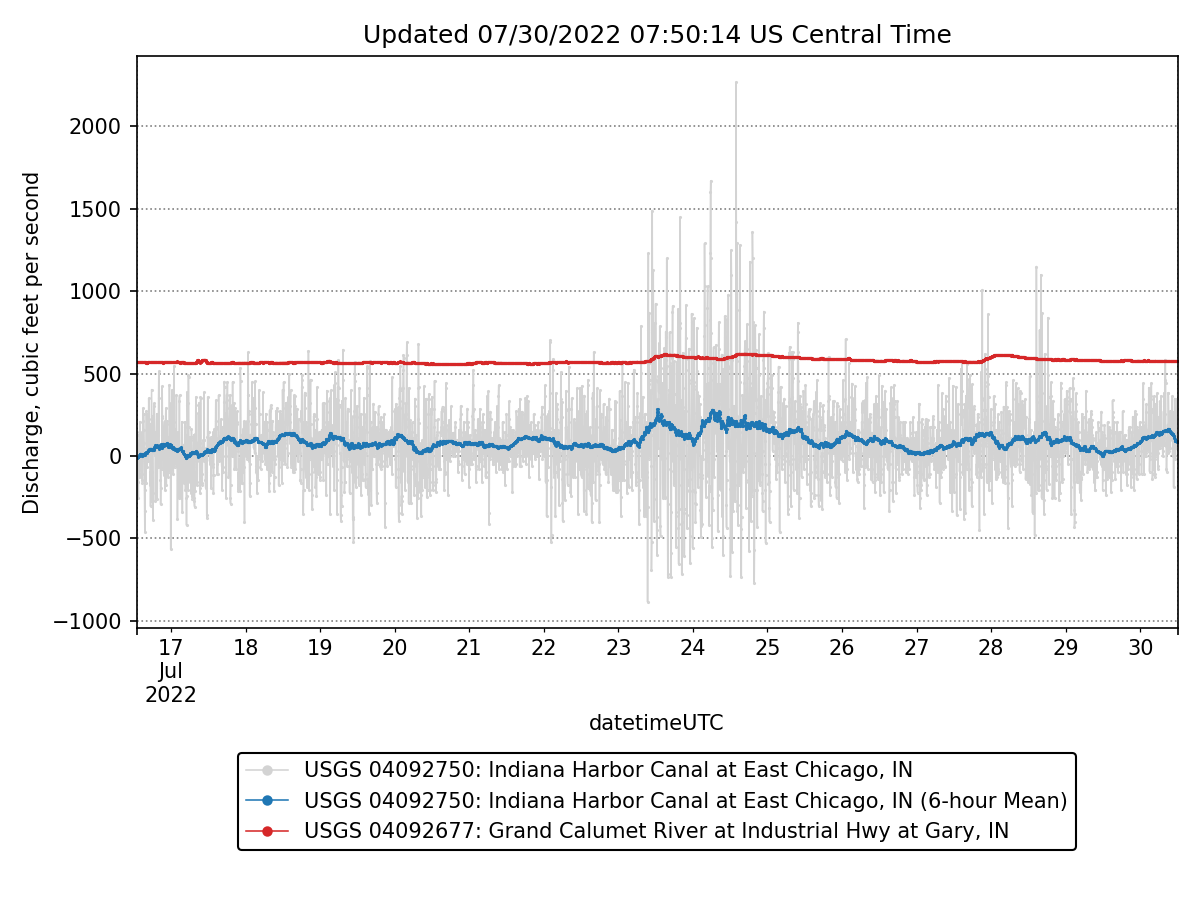 Updated 07/30/2022 07:50:14 US Central Time
Discharge, cubic feet per second
2000
1500
1000
500
0
−500
−1000
17 18 19 20 21 22 23 24 25 26 27 28 29 30
Jul
2022
datetimeUTC
USGS 04092750: Indiana Harbor Canal at East Chicago, IN
USGS 04092750: Indiana Harbor Canal at East Chicago, IN (6-hour Mean)
USGS 04092677: Grand Calumet River at Industrial Hwy at Gary, IN